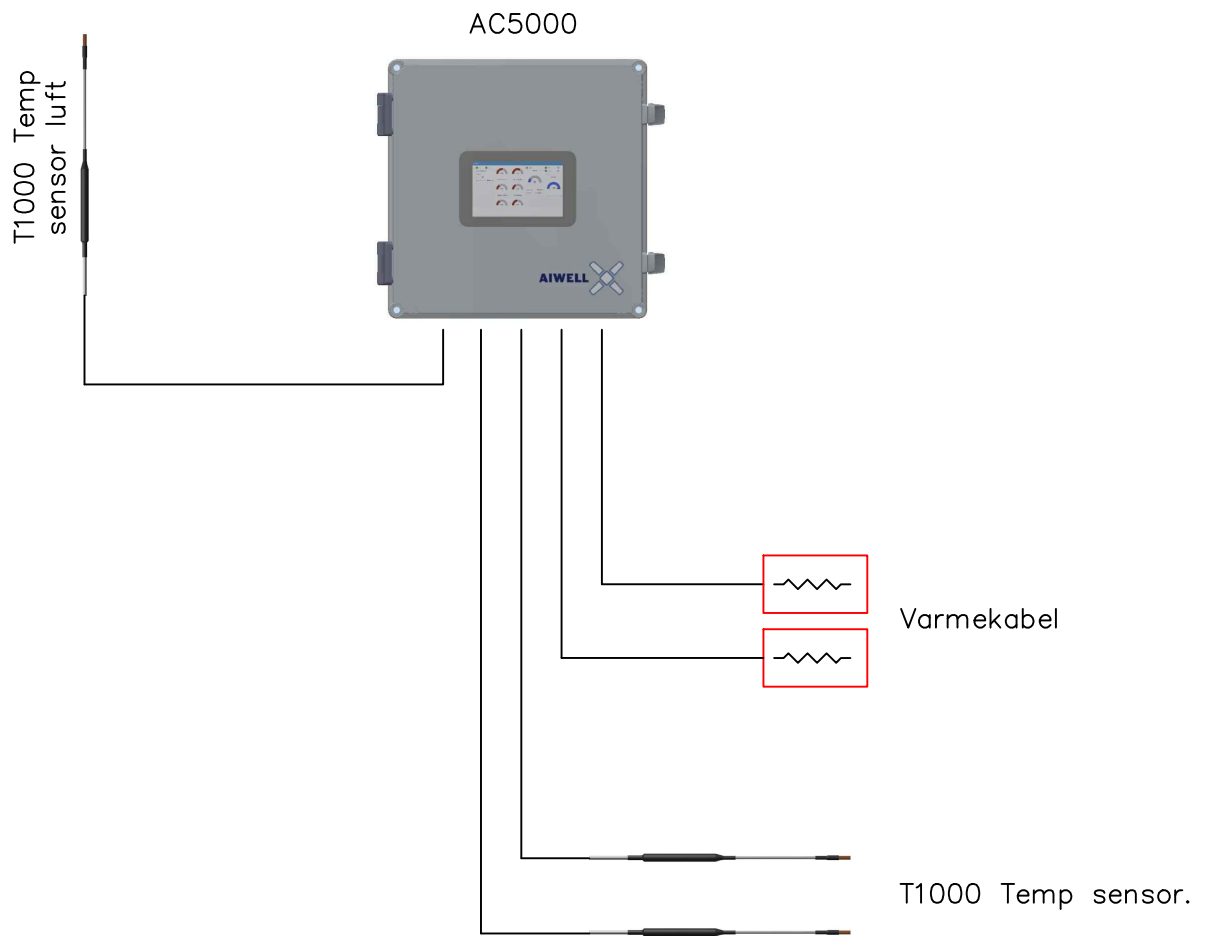 AC5000
T1000 Temp
sensor luft
AIWELL
Varmekabel
T1000 Temp sensor.